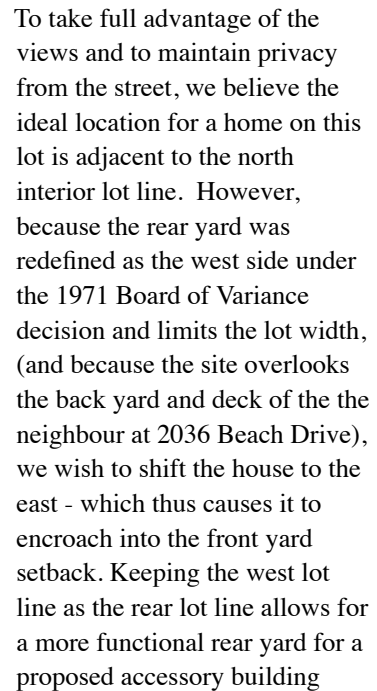 To take full advantage of the
views and to maintain privacy
from the street, we believe the
ideal location for a home on this
lot is adjacent to the north
interior lot line.  However,
because the rear yard was
redefined as the west side under
the 1971 Board of Variance
decision and limits the lot width,
(and because the site overlooks
the back yard and deck of the the
neighbour at 2036 Beach Drive),
we wish to shift the house to the
east - which thus causes it to
encroach into the front yard
setback. Keeping the west lot
line as the rear lot line allows for
a more functional rear yard for a
proposed accessory building